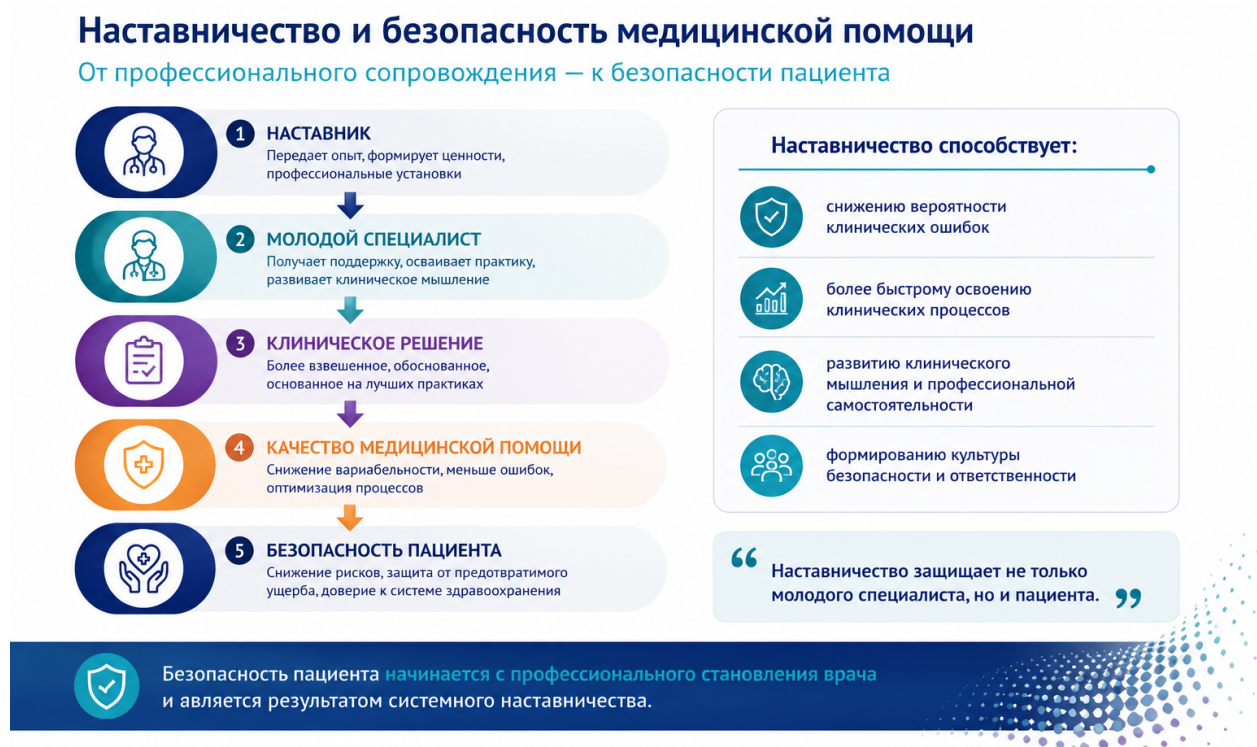 Наставничество и безопасность медицинской помощи
От профессионального сопровождения — к безопасности пациента
1 НАСТАВНИК
Передает опыт, формирует ценности,
профессиональные установки
2 МОЛОДОЙ СПЕЦИАЛИСТ
Получает поддержку, осваивает практику,
развивает клиническое мышление
3 КЛИНИЧЕСКОЕ РЕШЕНИЕ
Более взвешенное, обоснованное,
основанное на лучших практиках
4 КАЧЕСТВО МЕДИЦИНСКОЙ ПОМОЩИ
Снижение вариабельности, меньше ошибок,
оптимизация процессов
5 БЕЗОПАСНОСТЬ ПАЦИЕНТА
Снижение рисков, защита от предотвратимого
ущерба, доверие к системе здравоохранения
Наставничество способствует:
снижению вероятности
клинических ошибок
более быстрому освоению
клинических процессов
развитию клинического
мышления и профессиональной
самостоятельности
формированию культуры
безопасности и ответственности
“ Наставничество защищает не только
молодого специалиста, но и пациента. ”
Безопасность пациента начинается с профессионального становления врача
и является результатом системного наставничества.